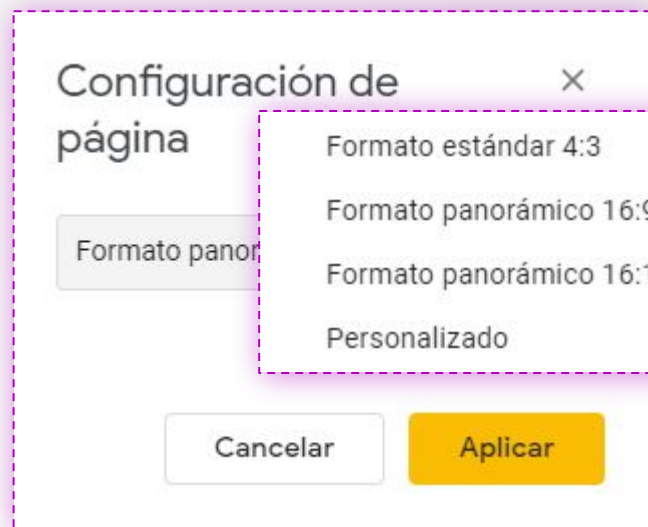 Configuración de
página
Formato estándar 4:3
Formato panorámico 16:9
Formato panor
Formato panorámico 16:1
Personalizado
Cancelar
Aplicar